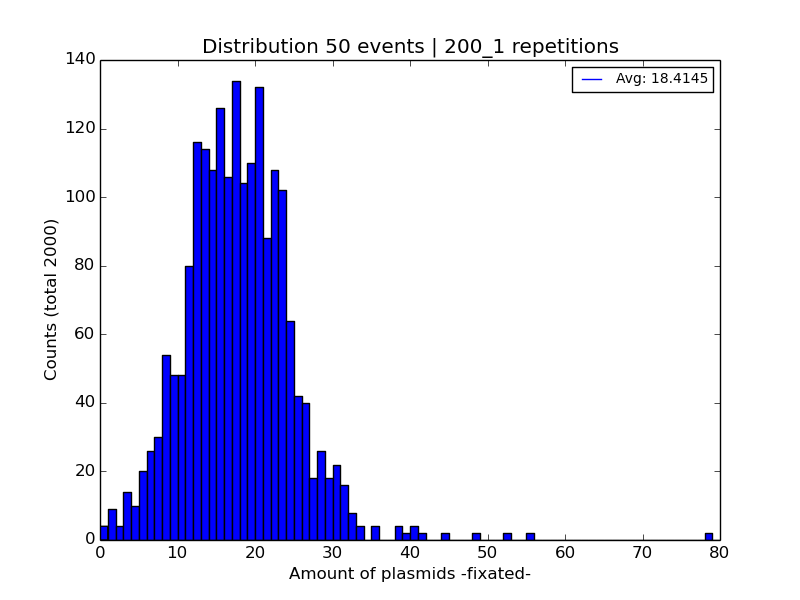 Distribution 50 events | 200_1 repetitions
Avg: 18.4145
140
120
100
80
60
40
20
0
Counts (total 2000)
0 10 20 30 40 50 60 70 80
Amount of plasmids -fixated-